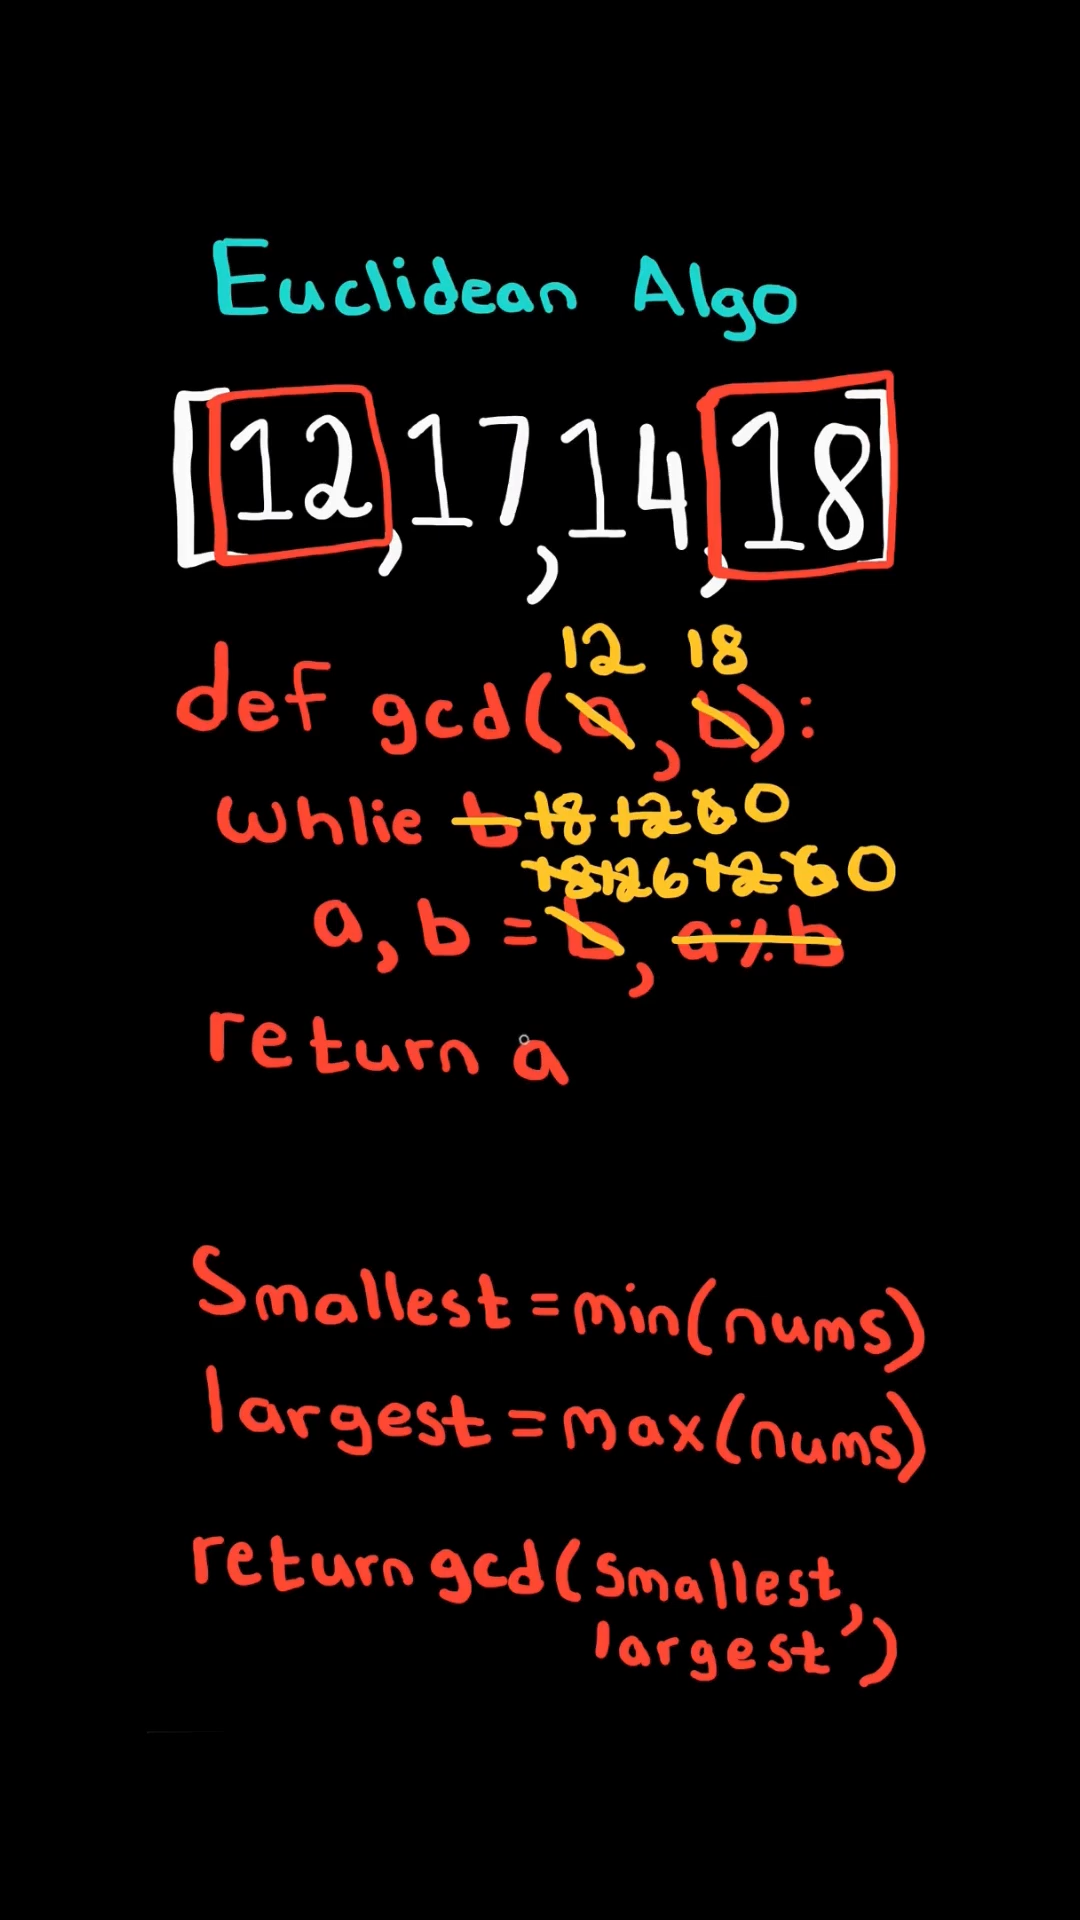 Euclidean Algo
[12,17,14,18]
12 18
def gcd(a,b):
Whlie b 18 12 6 0
18 12 6 12 6 0
a, b = b, a%b
return a
Smallest = min(nums)
largest = max(nums)
return gcd(smallest,
largest)